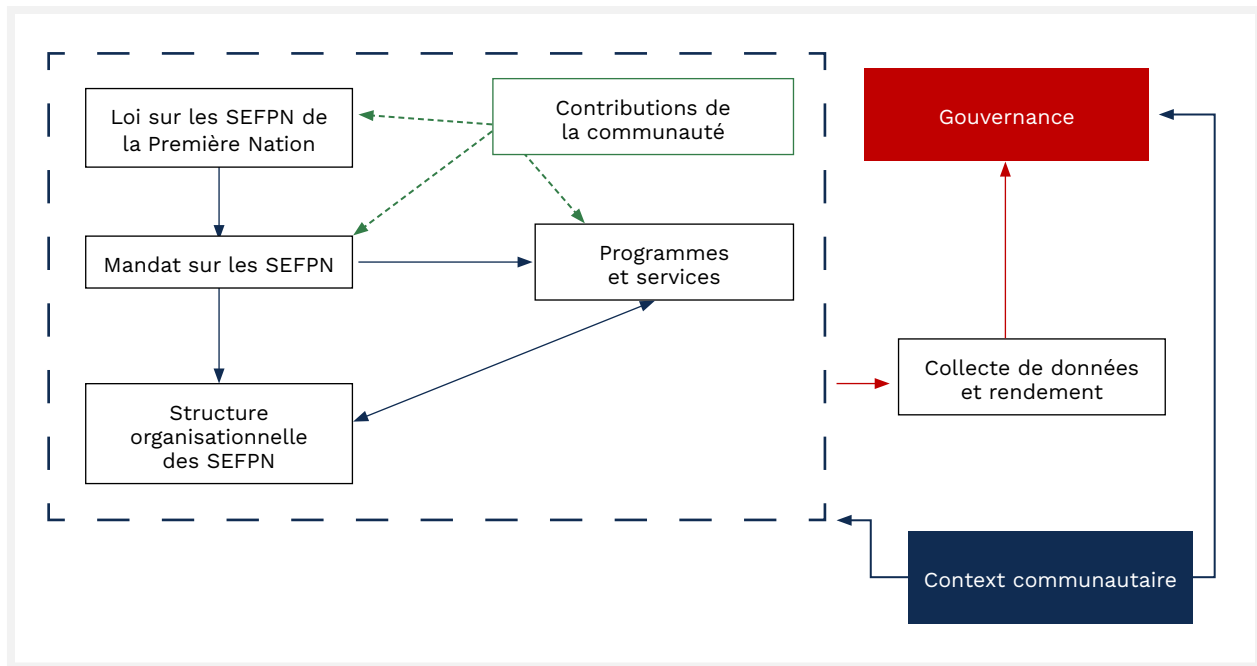 Loi sur les SEFPN de
la Première Nation
Contributions de
la communauté
Gouvernance
Mandat sur les SEFPN
Programmes
et services
Collecte de données
et rendement
Structure
organisationnelle
des SEFPN
Context communautaire